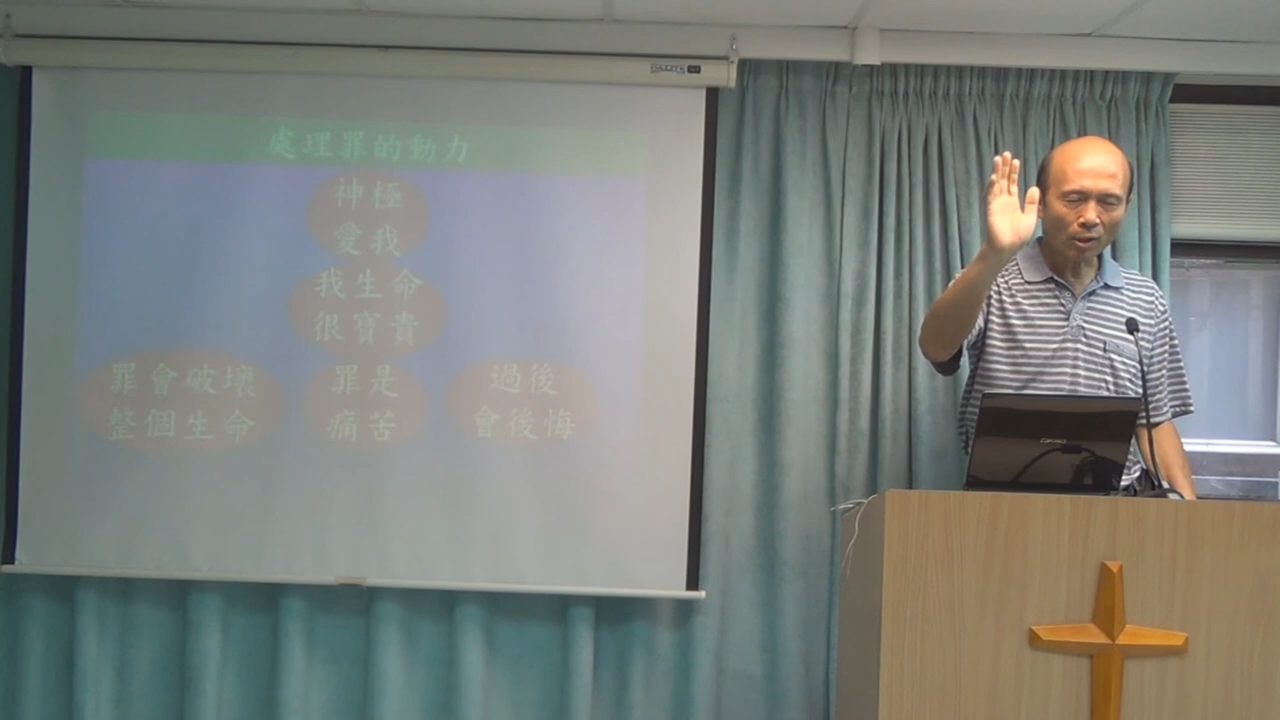 處理罪的動力
神極
愛我
我生命
很寶貴
罪會破壞
整個生命
罪是
痛苦
過後
會後悔